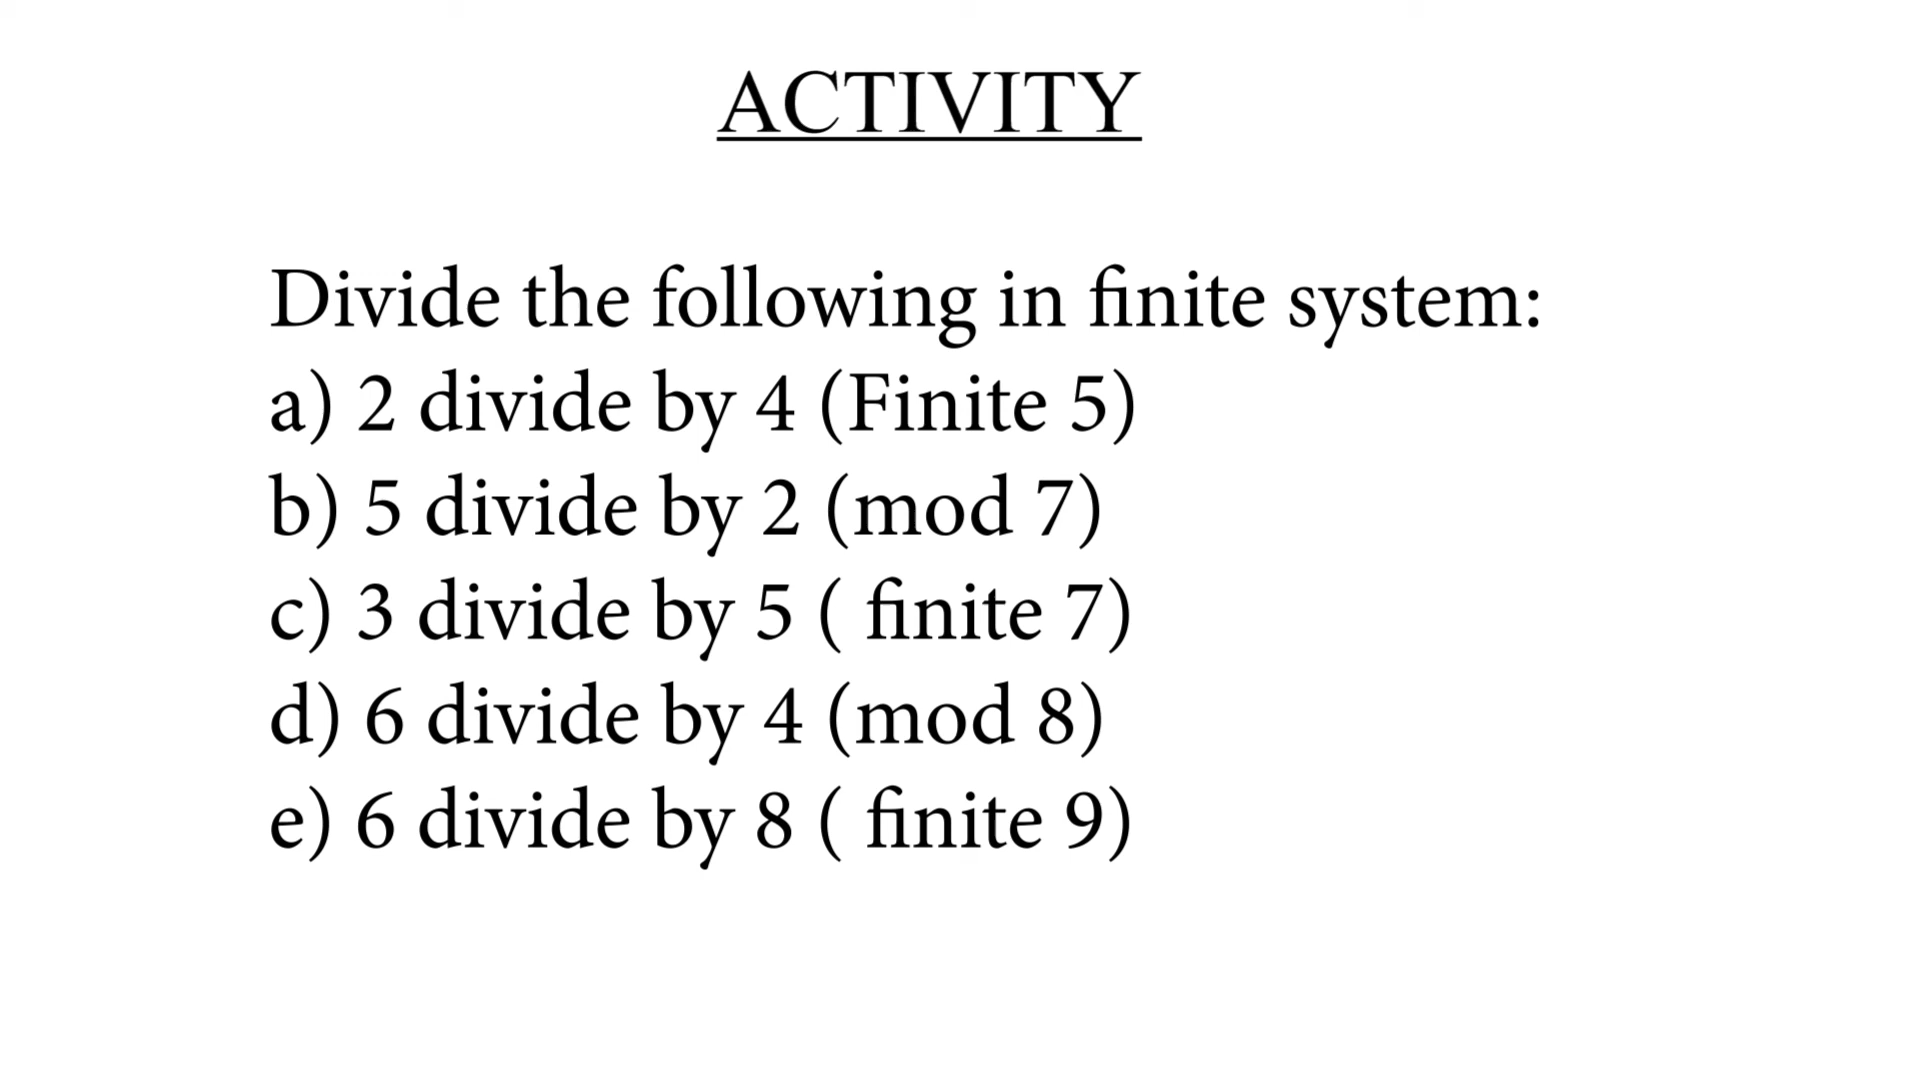 ACTIVITY
Divide the following in finite system:
a) 2 divide by 4 (Finite 5)
b) 5 divide by 2 (mod 7)
c) 3 divide by 5 ( finite 7)
d) 6 divide by 4 (mod 8)
e) 6 divide by 8 ( finite 9)